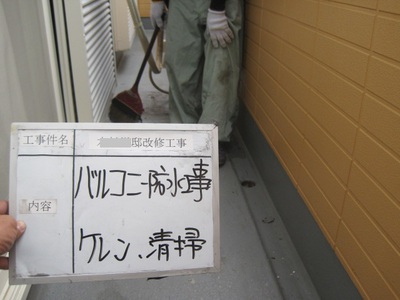 工事件名
邸改修工事
バルコニー防水工事
内容
ケレン、清掃